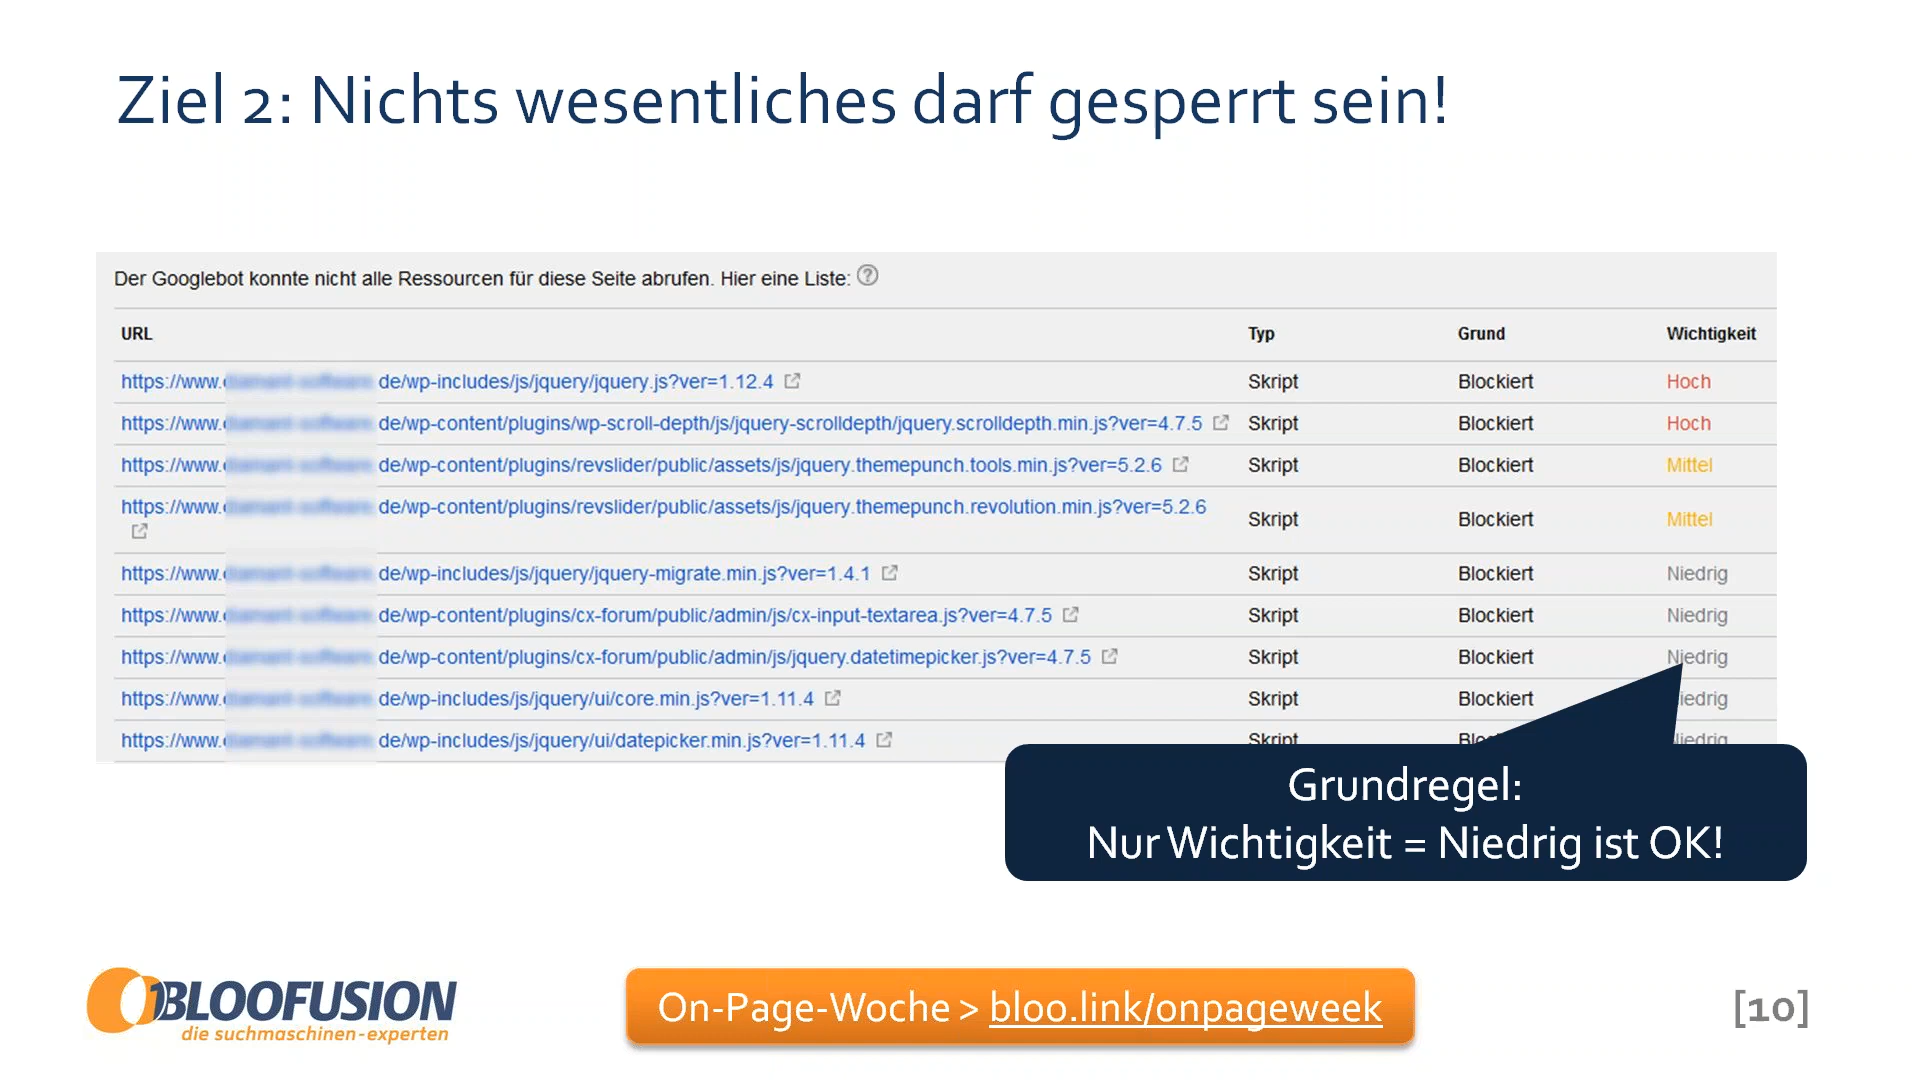 Ziel 2: Nichts wesentliches darf gesperrt sein!
Der Googlebot konnte nicht alle Ressourcen für diese Seite abrufen. Hier eine Liste: ?
URL Typ Grund Wichtigkeit
https://www. de/wp-includes/js/jquery/jquery.js?ver=1.12.4 Skript Blockiert Hoch
https://www. de/wp-content/plugins/wp-scroll-depth/js/jquery-scrolldepth/jquery.scrolldepth.min.js?ver=4.7.5 Skript Blockiert Hoch
https://www. de/wp-content/plugins/revslider/public/assets/js/jquery.themepunch.tools.min.js?ver=5.2.6 Skript Blockiert Mittel
https://www. de/wp-content/plugins/revslider/public/assets/js/jquery.themepunch.revolution.min.js?ver=5.2.6 Skript Blockiert Mittel
https://www. de/wp-includes/js/jquery/jquery-migrate.min.js?ver=1.4.1 Skript Blockiert Niedrig
https://www. de/wp-content/plugins/cx-forum/public/admin/js/cx-input-textarea.js?ver=4.7.5 Skript Blockiert Niedrig
https://www. de/wp-content/plugins/cx-forum/public/admin/js/jquery.datetimepicker.js?ver=4.7.5 Skript Blockiert Niedrig
https://www. de/wp-includes/js/jquery/ui/core.min.js?ver=1.11.4 Skript Blockiert iedrig
https://www. de/wp-includes/js/jquery/ui/datepicker.min.js?ver=1.11.4 Skript
Grundregel:
Nur Wichtigkeit = Niedrig ist OK!
BLOOFUSION
die suchmaschinen-experten
On-Page-Woche > bloo.link/onpageweek
[10]